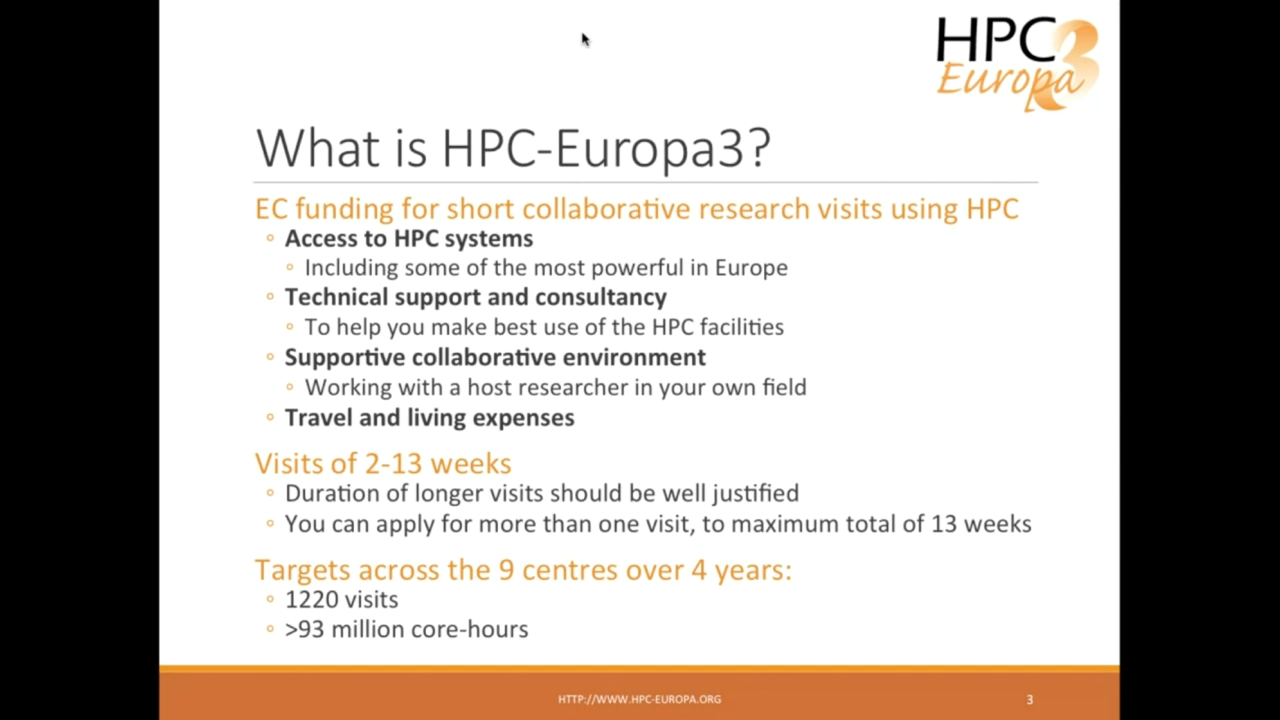 HPC
Europa3
What is HPC-Europa3?
EC funding for short collaborative research visits using HPC
◦ Access to HPC systems
◦ Including some of the most powerful in Europe
◦ Technical support and consultancy
◦ To help you make best use of the HPC facilities
◦ Supportive collaborative environment
◦ Working with a host researcher in your own field
◦ Travel and living expenses
Visits of 2-13 weeks
◦ Duration of longer visits should be well justified
◦ You can apply for more than one visit, to maximum total of 13 weeks
Targets across the 9 centres over 4 years:
◦ 1220 visits
◦ >93 million core-hours
HTTP://WWW.HPC-EUROPA.ORG
3